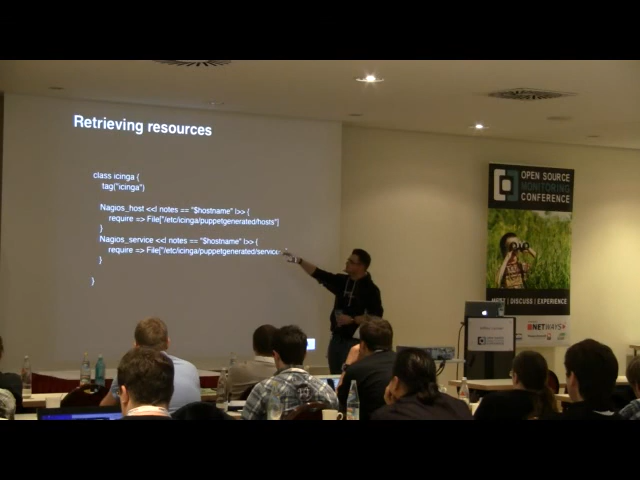 Retrieving resources
class icinga {
tag("icinga")
Nagios_host <<| notes == "$hostname" |>> {
require => File["/etc/icinga/puppetgenerated/hosts"]
}
Nagios_service <<| notes == "$hostname" |>> {
require => File["/etc/icinga/puppetgenerated/service
}
}
OPEN SOURCE
MONITORING
CONFERENCE
MEET | DISCUSS | EXPERIENCE
NETWAYS